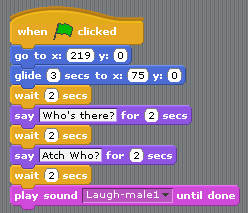 when clicked
go to x: 219 y: 0
glide 3 secs to x: 75 y: 0
wait 2 secs
say Who's there? for 2 secs
wait 2 secs
say Atch Who? for 2 secs
wait 2 secs
play sound Laugh-male1 until done